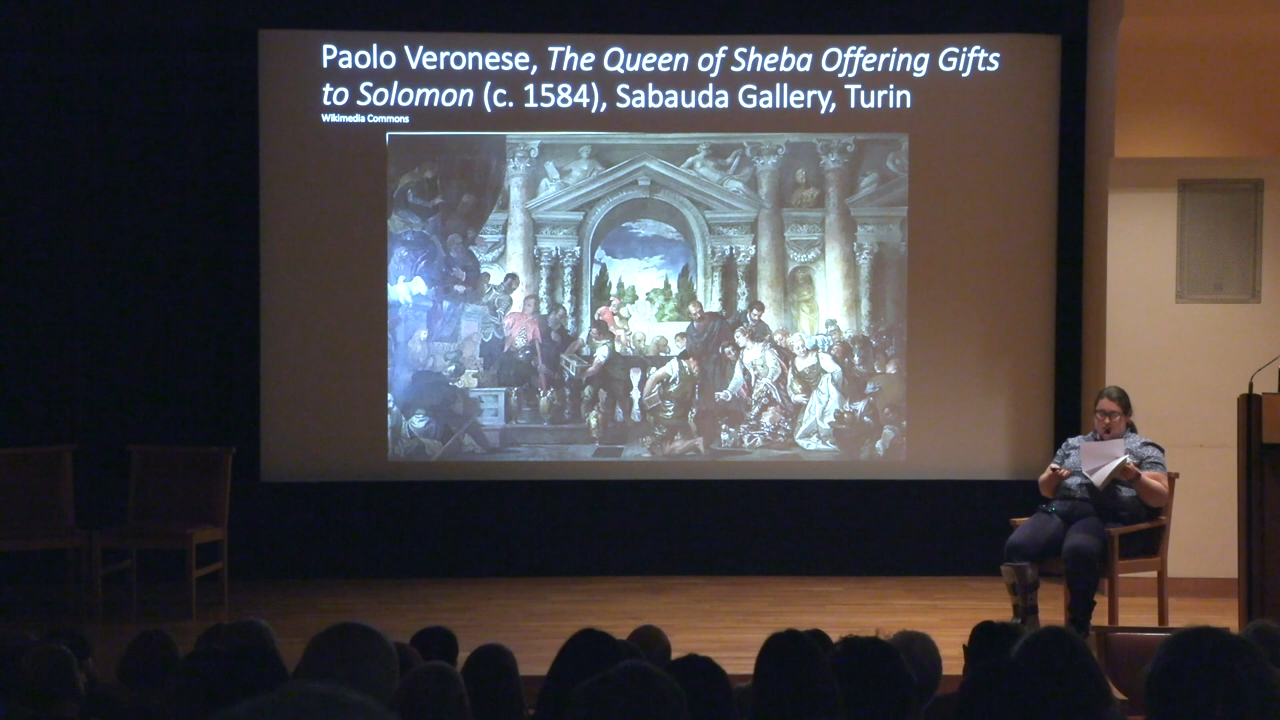 Paolo Veronese, The Queen of Sheba Offering Gifts
to Solomon (c. 1584), Sabauda Gallery, Turin
Wikimedia Commons